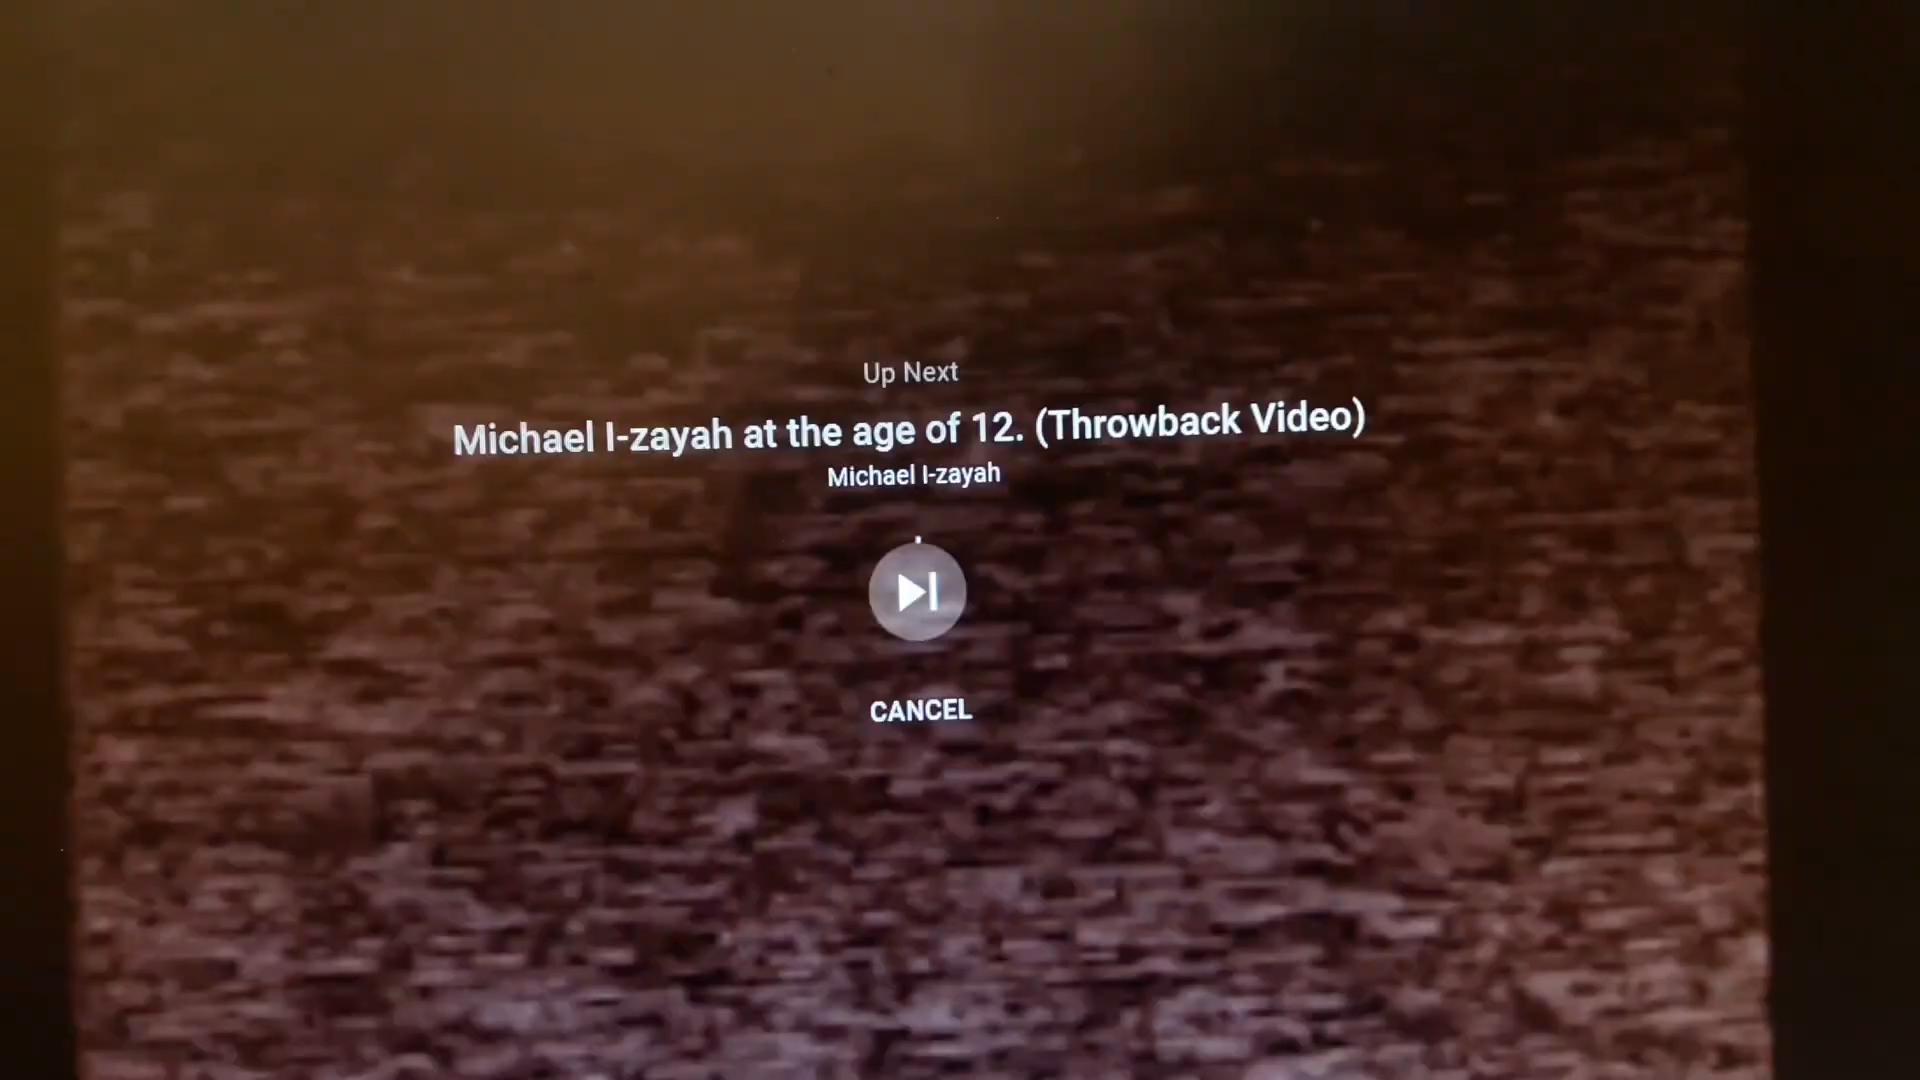 Up Next
Michael I-zayah at the age of 12. (Throwback Video)
Michael I-zayah
CANCEL